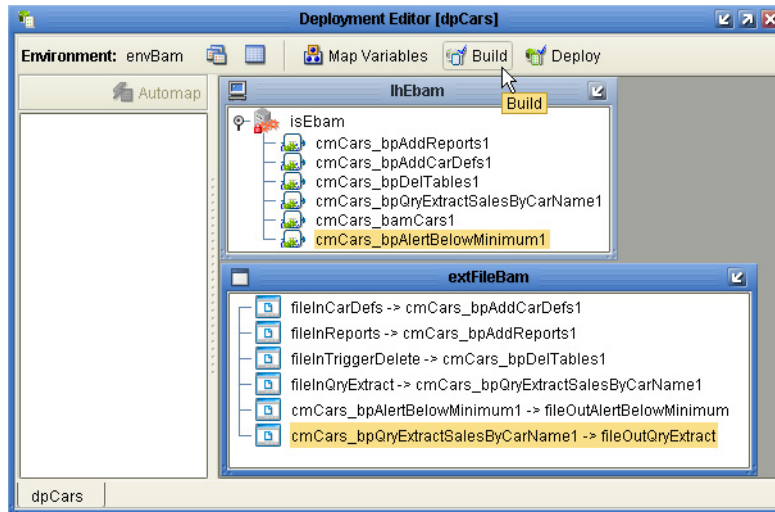 Deployment Editor [dpCars]
Environment: envBam Map Variables Build Deploy
Automap
lhEbam
Build
isEbam
cmCars_bpAddReports1
cmCars_bpAddCarDefs1
cmCars_bpDelTables1
cmCars_bpQryExtractSalesByCarName1
cmCars_bamCars1
cmCars_bpAlertBelowMinimum1
extFileBam
fileInCarDefs -> cmCars_bpAddCarDefs1
fileInReports -> cmCars_bpAddReports1
fileInTriggerDelete -> cmCars_bpDelTables1
fileInQryExtract -> cmCars_bpQryExtractSalesByCarName1
cmCars_bpAlertBelowMinimum1 -> fileOutAlertBelowMinimum
cmCars_bpQryExtractSalesByCarName1 -> fileOutQryExtract
dpCars